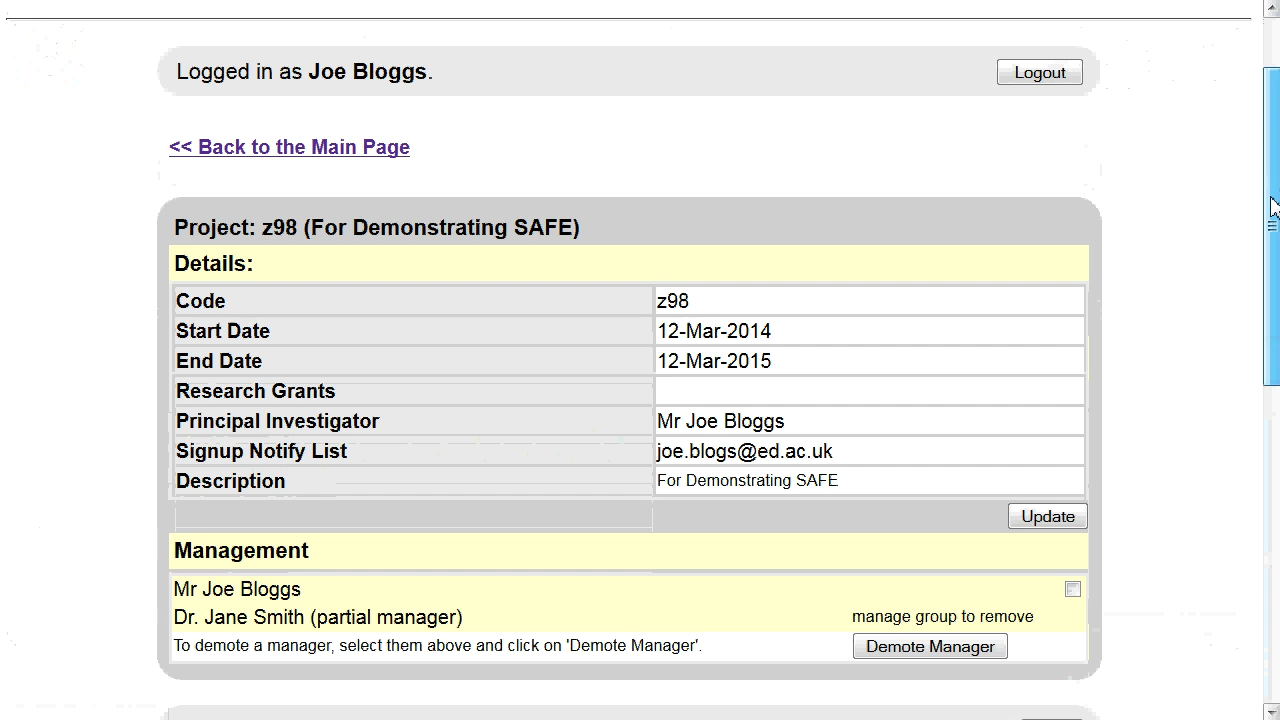 Logged in as Joe Bloggs.
Logout
<< Back to the Main Page
Project: z98 (For Demonstrating SAFE)
Details:
Code z98
Start Date 12-Mar-2014
End Date 12-Mar-2015
Research Grants
Principal Investigator Mr Joe Bloggs
Signup Notify List joe.blogs@ed.ac.uk
Description For Demonstrating SAFE
Update
Management
Mr Joe Bloggs
Dr. Jane Smith (partial manager) manage group to remove
To demote a manager, select them above and click on 'Demote Manager'. Demote Manager